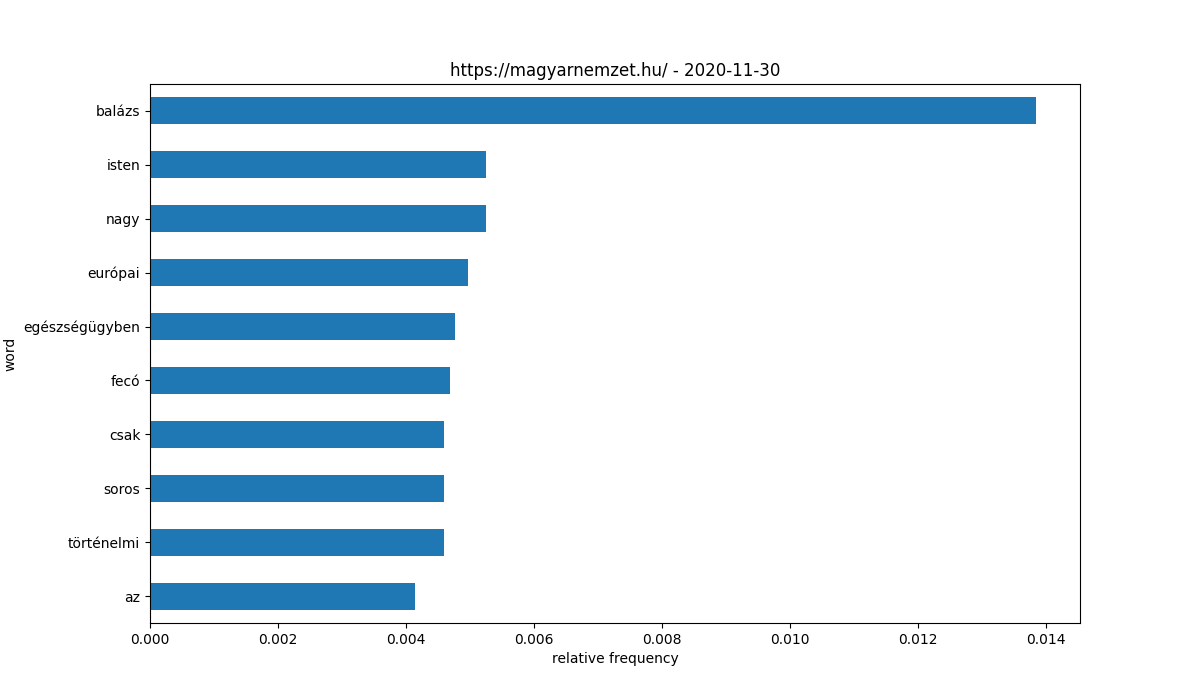 https://magyarnemzet.hu/ - 2020-11-30
word
balázs
isten
nagy
európai
egészségügyben
fecó
csak
soros
történelmi
az
0.000 0.002 0.004 0.006 0.008 0.010 0.012 0.014
relative frequency